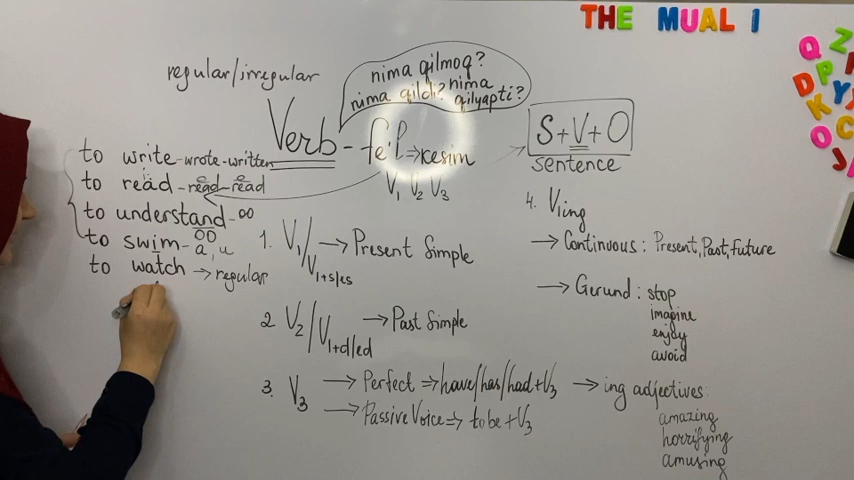 THE MUAL I
regular/irregular
nima qilmoq?
nima qildi? nima qilyapti?
Verb - fe'l => kesim
V1 V2 V3
S+V+O
sentence
to write-wrote-written
to read-read-read
to understand-oo
oo
to swim-a, u
to watch → regular
1. V1/V1+s/es → Present Simple
2 V2/V1+d/ed → Past Simple
3. V3 → Perfect => have/has/had+V3
→ Passive Voice => to be + V3
4. Ving
→ Continuous: Present, Past, Future
→ Gerund: stop
imagine
enjoy
avoid
→ ing adjectives:
amazing
horrifying
amusing